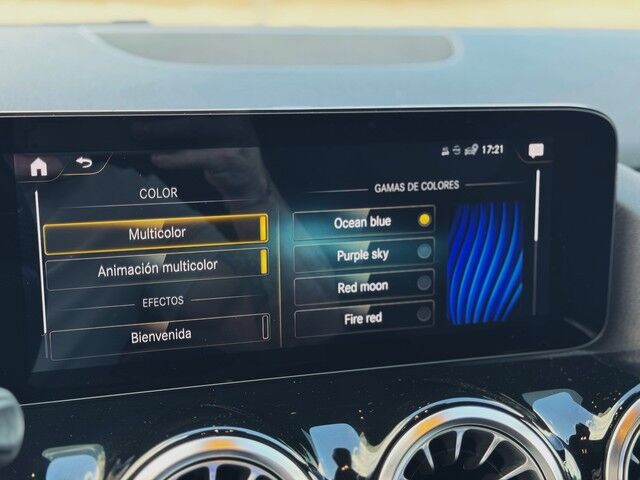 17:21
COLOR
Multicolor
Animación multicolor
EFECTOS
Bienvenida
GAMAS DE COLORES
Ocean blue
Purple sky
Red moon
Fire red